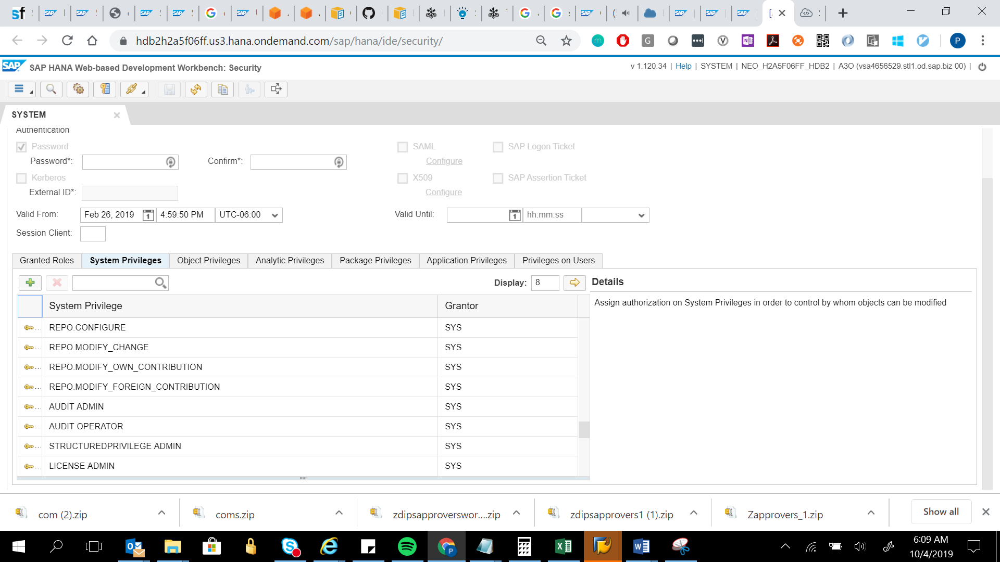 hdb2h2a5f06ff.us3.hana.ondemand.com/sap/hana/ide/security/
SAP SAP HANA Web-based Development Workbench: Security
v 1.120.34 | Help | SYSTEM | NEO_H2A5F06FF_HDB2 | A3O (vsa4656529.stl1.od.sap.biz 00) |
SYSTEM
Authentication
Password SAML SAP Logon Ticket
Password*: Confirm*: Configure
Kerberos X509 SAP Assertion Ticket
External ID*: Configure
Valid From: Feb 26, 2019 4:59:50 PM UTC-06:00 Valid Until: hh:mm:ss
Session Client:
Granted Roles System Privileges Object Privileges Analytic Privileges Package Privileges Application Privileges Privileges on Users
Display: 8 Details
System Privilege Grantor
Assign authorization on System Privileges in order to control by whom objects can be modified
REPO.CONFIGURE SYS
REPO.MODIFY_CHANGE SYS
REPO.MODIFY_OWN_CONTRIBUTION SYS
REPO.MODIFY_FOREIGN_CONTRIBUTION SYS
AUDIT ADMIN SYS
AUDIT OPERATOR SYS
STRUCTUREDPRIVILEGE ADMIN SYS
LICENSE ADMIN SYS
com (2).zip coms.zip zdipsapproverswor....zip zdipsapprovers1 (1).zip Zapprovers_1.zip Show all
6:09 AM
10/4/2019